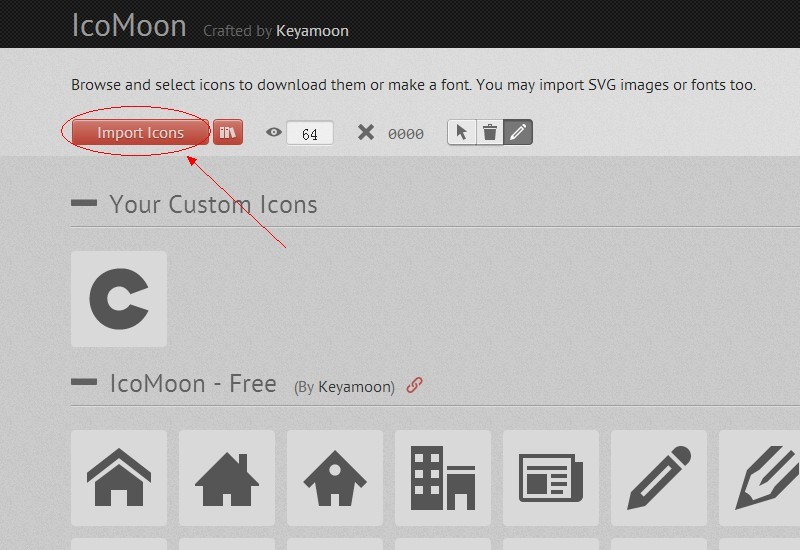 IcoMoon Crafted by Keyamoon
Browse and select icons to download them or make a font. You may import SVG images or fonts too.
Import Icons 64 0000
Your Custom Icons
IcoMoon - Free (By Keyamoon)